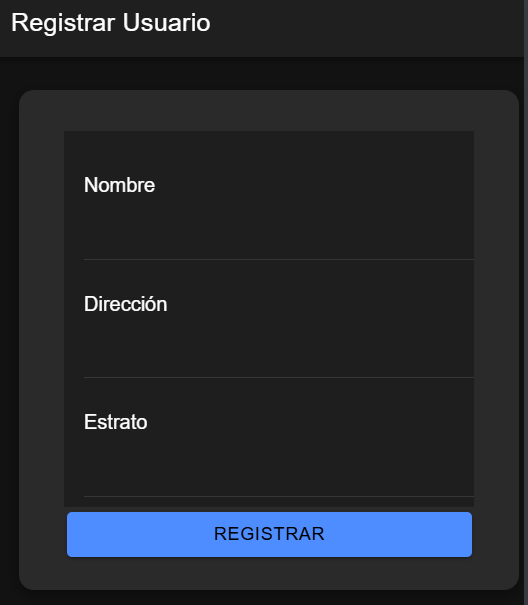 Registrar Usuario
Nombre
Dirección
Estrato
REGISTRAR